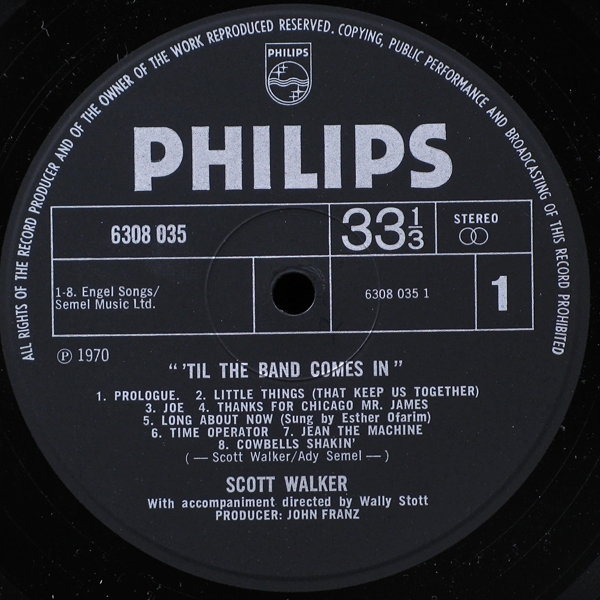 ALL RIGHTS OF THE RECORD PRODUCER AND OF THE OWNER OF THE WORK REPRODUCED RESERVED. COPYING, PUBLIC PERFORMANCE AND BROADCASTING OF THIS RECORD PROHIBITED
PHILIPS
PHILIPS
6308 035
33 1/3
STEREO
1-8. Engel Songs/
Semel Music Ltd.
6308 035 1
1
Ⓟ 1970
"'TIL THE BAND COMES IN"
1. PROLOGUE. 2. LITTLE THINGS (THAT KEEP US TOGETHER)
3. JOE 4. THANKS FOR CHICAGO MR. JAMES
5. LONG ABOUT NOW (Sung by Esther Ofarim)
6. TIME OPERATOR 7. JEAN THE MACHINE
8. COWBELLS SHAKIN'
(— Scott Walker/Ady Semel —)
SCOTT WALKER
With accompaniment directed by Wally Stott
PRODUCER: JOHN FRANZ